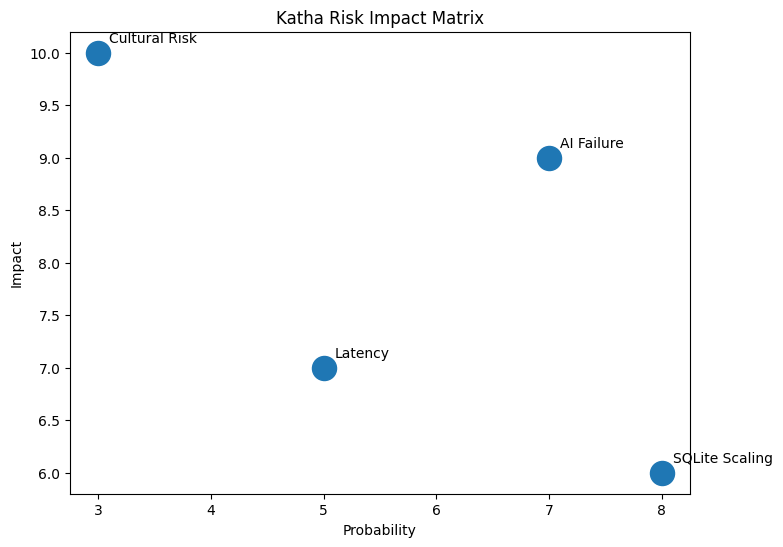 Katha Risk Impact Matrix
Cultural Risk
AI Failure
Latency
SQLite Scaling
Impact
10.0
9.5
9.0
8.5
8.0
7.5
7.0
6.5
6.0
3 4 5 6 7 8
Probability